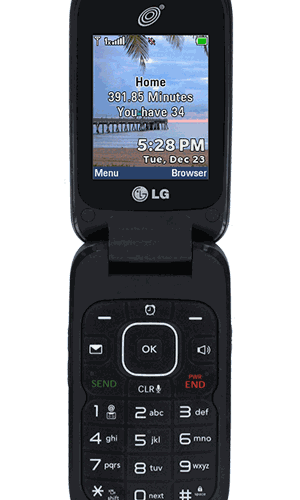 Home
391.85 Minutes
You have 34
5:28 PM
Tue, Dec 23
Menu Browser
LG
OK
SEND CLR PWR END
1 2 abc 3 def
4 ghi 5 jkl 6 mno
7 pqrs 8 tuv 9 wxyz
* shift 0 next # space